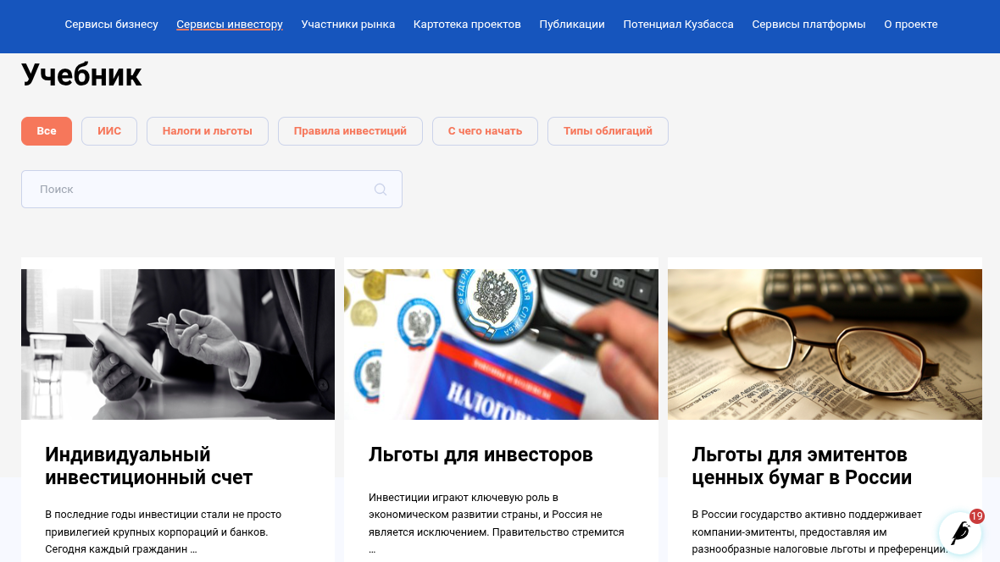 Сервисы бизнесу Сервисы инвестору Участники рынка Картотека проектов Публикации Потенциал Кузбасса Сервисы платформы О проекте
Учебник
Все ИИС Налоги и льготы Правила инвестиций С чего начать Типы облигаций
Поиск
НАЛОГОВЫЙ
Индивидуальный
инвестиционный счет
В последние годы инвестиции стали не просто
привилегией крупных корпораций и банков.
Сегодня каждый гражданин ...
Льготы для инвесторов
Инвестиции играют ключевую роль в
экономическом развитии страны, и Россия не
является исключением. Правительство стремится
...
Льготы для эмитентов
ценных бумаг в России
В России государство активно поддерживает
компании-эмитенты, предоставляя им
разнообразные налоговые льготы и преференции.
19